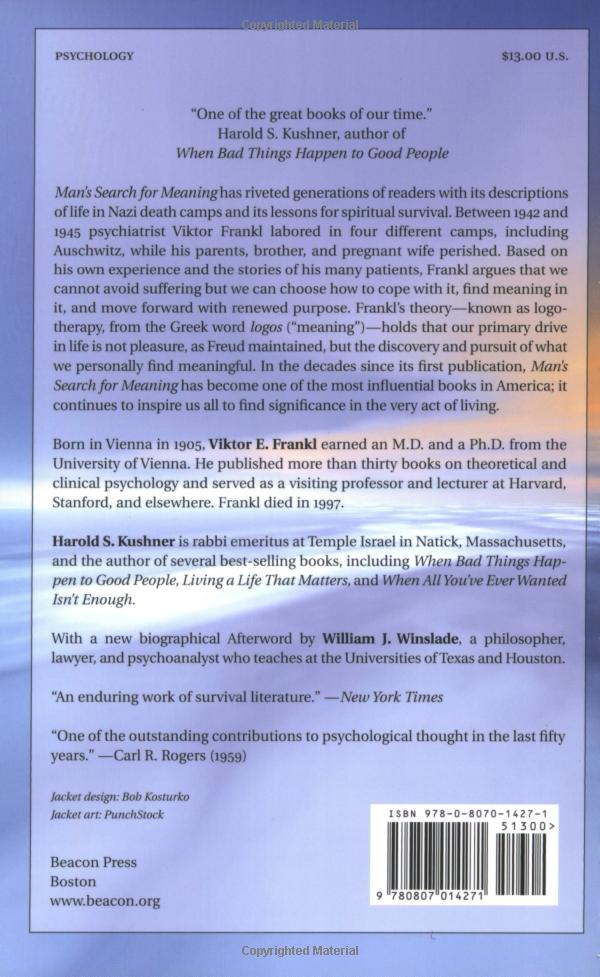 Copyrighted Material
PSYCHOLOGY $13.00 U.S.
“One of the great books of our time.”
Harold S. Kushner, author of
When Bad Things Happen to Good People
Man's Search for Meaning has riveted generations of readers with its descriptions
of life in Nazi death camps and its lessons for spiritual survival. Between 1942 and
1945 psychiatrist Viktor Frankl labored in four different camps, including
Auschwitz, while his parents, brother, and pregnant wife perished. Based on
his own experience and the stories of his many patients, Frankl argues that we
cannot avoid suffering but we can choose how to cope with it, find meaning in
it, and move forward with renewed purpose. Frankl's theory—known as logo-
therapy, from the Greek word logos (“meaning”)—holds that our primary drive
in life is not pleasure, as Freud maintained, but the discovery and pursuit of what
we personally find meaningful. In the decades since its first publication, Man's
Search for Meaning has become one of the most influential books in America; it
continues to inspire us all to find significance in the very act of living.
Born in Vienna in 1905, Viktor E. Frankl earned an M.D. and a Ph.D. from the
University of Vienna. He published more than thirty books on theoretical and
clinical psychology and served as a visiting professor and lecturer at Harvard,
Stanford, and elsewhere. Frankl died in 1997.
Harold S. Kushner is rabbi emeritus at Temple Israel in Natick, Massachusetts,
and the author of several best-selling books, including When Bad Things Hap-
pen to Good People, Living a Life That Matters, and When All You've Ever Wanted
Isn't Enough.
With a new biographical Afterword by William J. Winslade, a philosopher,
lawyer, and psychoanalyst who teaches at the Universities of Texas and Houston.
“An enduring work of survival literature.” —New York Times
“One of the outstanding contributions to psychological thought in the last fifty
years.” —Carl R. Rogers (1959)
Jacket design: Bob Kosturko
Jacket art: PunchStock
Beacon Press
Boston
www.beacon.org
ISBN 978-0-8070-1427-1
51300>
9 780807 014271
Copyrighted Material